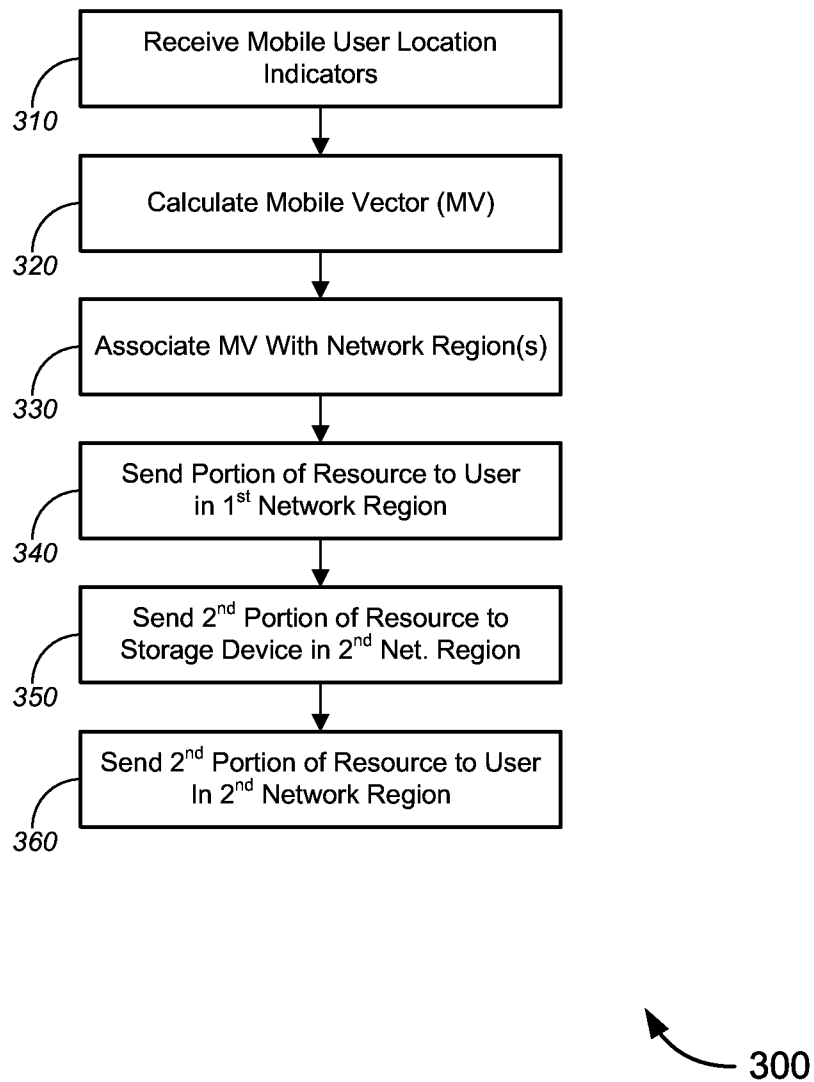 Receive Mobile User Location
Indicators
310
Calculate Mobile Vector (MV)
320
Associate MV With Network Region(s)
330
Send Portion of Resource to User
in 1st Network Region
340
Send 2nd Portion of Resource to
Storage Device in 2nd Net. Region
350
Send 2nd Portion of Resource to User
In 2nd Network Region
360
300